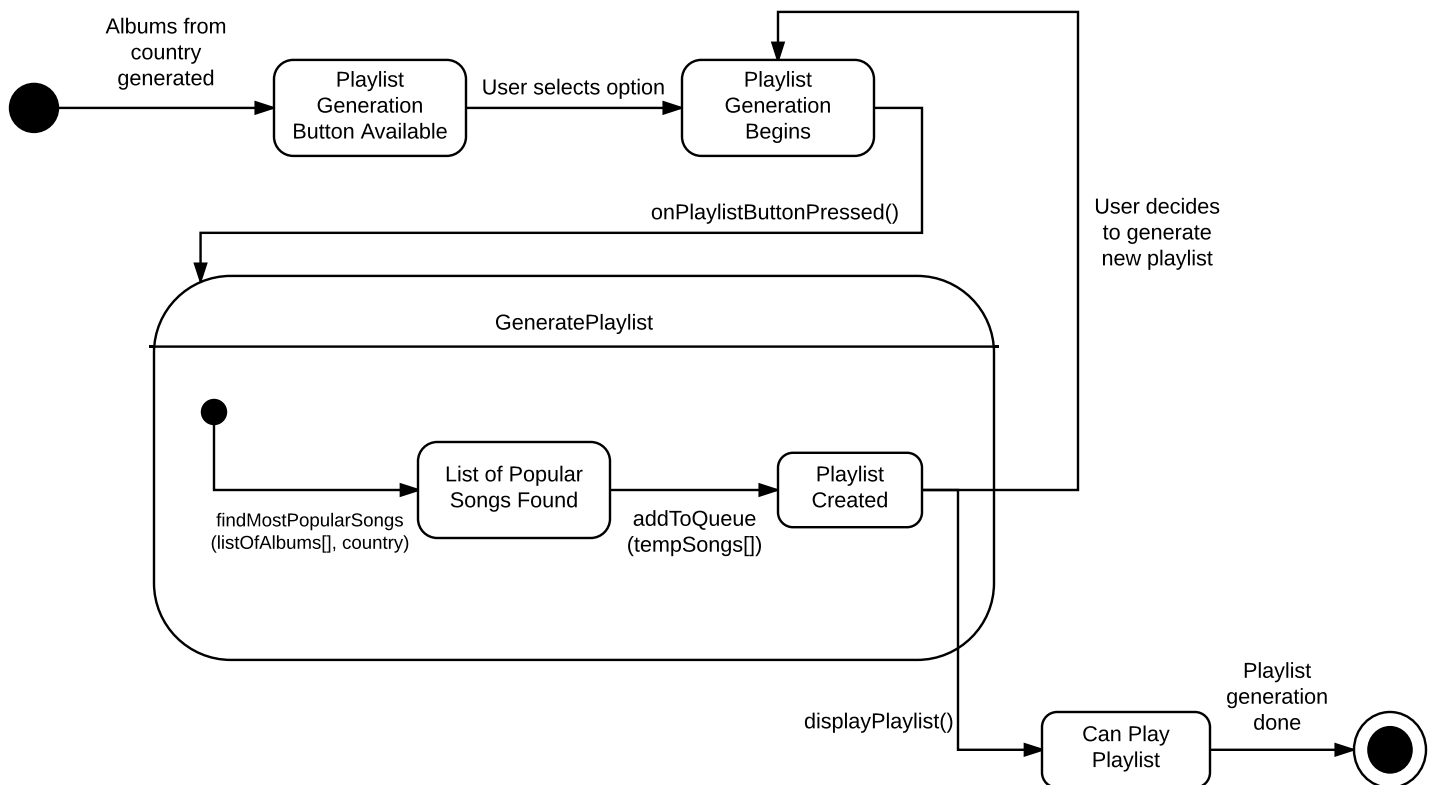 Albums from
country
generated
Playlist
Generation
Button Available
User selects option
Playlist
Generation
Begins
onPlaylistButtonPressed()
User decides
to generate
new playlist
GeneratePlaylist
findMostPopularSongs
(listOfAlbums[], country)
List of Popular
Songs Found
addToQueue
(tempSongs[])
Playlist
Created
displayPlaylist()
Can Play
Playlist
Playlist
generation
done